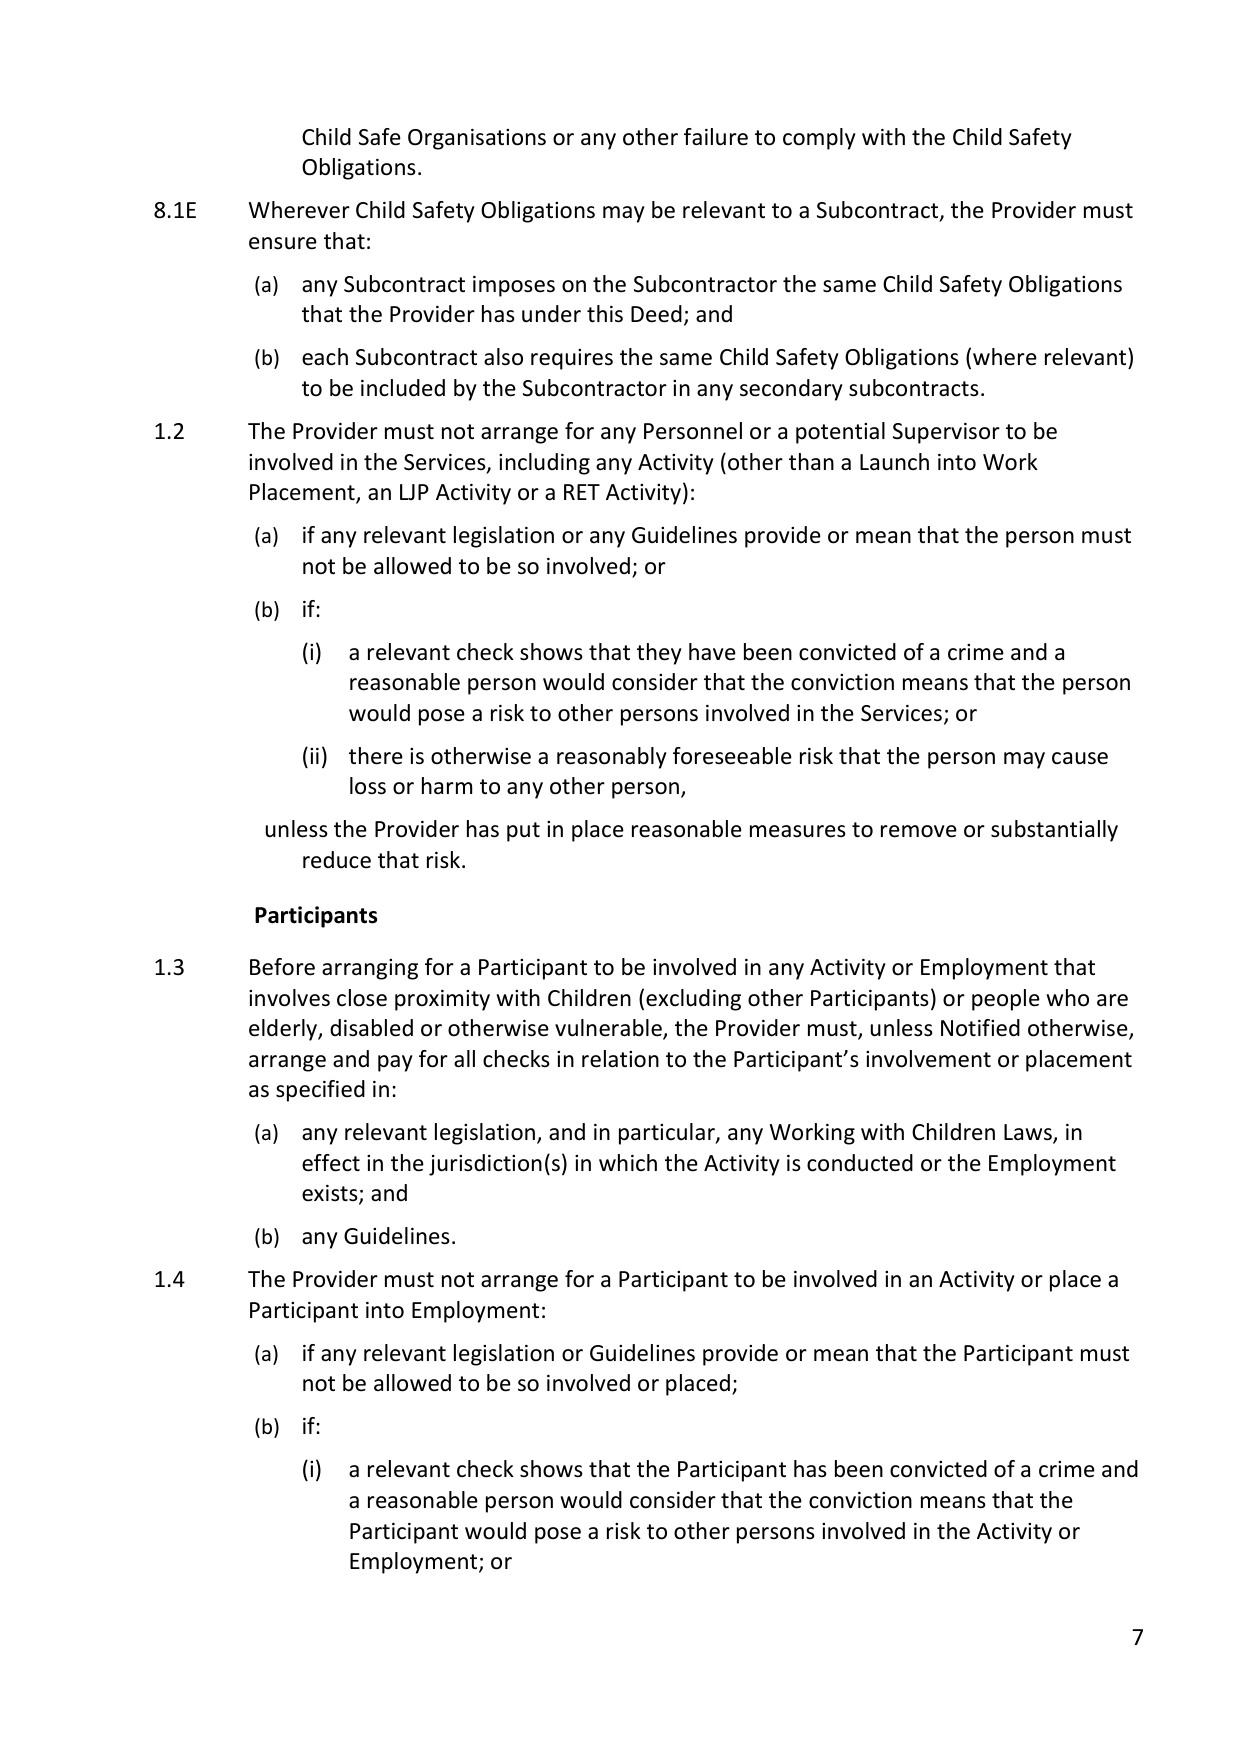 Child Safe Organisations or any other failure to comply with the Child Safety
Obligations.
8.1E Wherever Child Safety Obligations may be relevant to a Subcontract, the Provider must
ensure that:
(a) any Subcontract imposes on the Subcontractor the same Child Safety Obligations
that the Provider has under this Deed; and
(b) each Subcontract also requires the same Child Safety Obligations (where relevant)
to be included by the Subcontractor in any secondary subcontracts.
1.2 The Provider must not arrange for any Personnel or a potential Supervisor to be
involved in the Services, including any Activity (other than a Launch into Work
Placement, an LJP Activity or a RET Activity):
(a) if any relevant legislation or any Guidelines provide or mean that the person must
not be allowed to be so involved; or
(b) if:
(i) a relevant check shows that they have been convicted of a crime and a
reasonable person would consider that the conviction means that the person
would pose a risk to other persons involved in the Services; or
(ii) there is otherwise a reasonably foreseeable risk that the person may cause
loss or harm to any other person,
unless the Provider has put in place reasonable measures to remove or substantially
reduce that risk.
Participants
1.3 Before arranging for a Participant to be involved in any Activity or Employment that
involves close proximity with Children (excluding other Participants) or people who are
elderly, disabled or otherwise vulnerable, the Provider must, unless Notified otherwise,
arrange and pay for all checks in relation to the Participant’s involvement or placement
as specified in:
(a) any relevant legislation, and in particular, any Working with Children Laws, in
effect in the jurisdiction(s) in which the Activity is conducted or the Employment
exists; and
(b) any Guidelines.
1.4 The Provider must not arrange for a Participant to be involved in an Activity or place a
Participant into Employment:
(a) if any relevant legislation or Guidelines provide or mean that the Participant must
not be allowed to be so involved or placed;
(b) if:
(i) a relevant check shows that the Participant has been convicted of a crime and
a reasonable person would consider that the conviction means that the
Participant would pose a risk to other persons involved in the Activity or
Employment; or
7